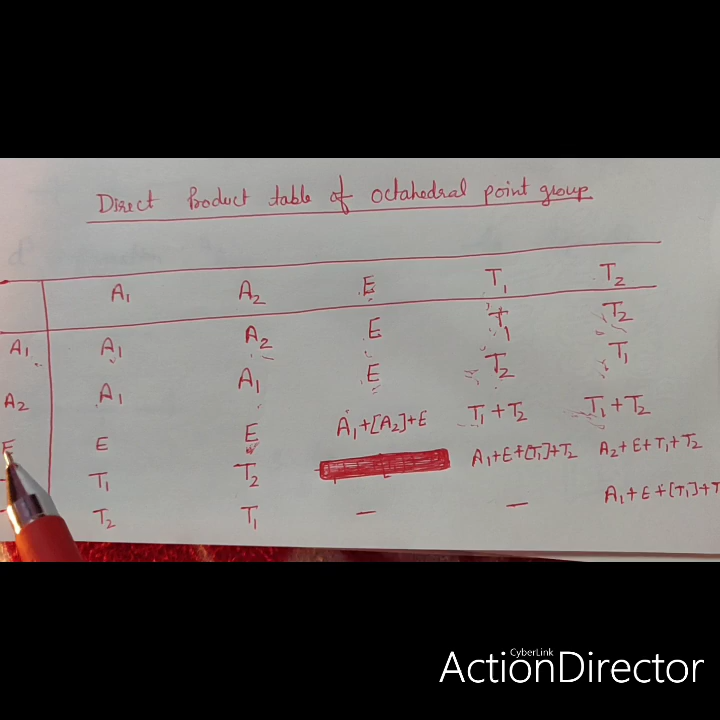 Direct Product table of octahedral point group
A₁ A₂ E T₁ T₂
A₁ A₁ A₂ E T₁ T₂
A₂ A₁ A₁ E T₂ T₁
E E E A₁+[A₂]+E T₁+T₂ T₁+T₂
T₁ T₂ A₁+E+[T₁]+T₂ A₂+E+T₁+T₂
T₂ T₁ — — A₁+E+[T₁]+T
CyberLink
ActionDirector